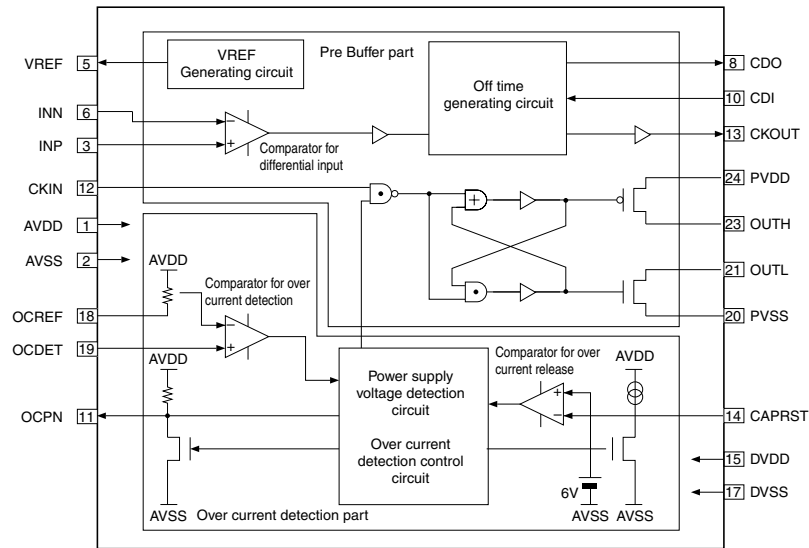 Pre Buffer part
VREF
Generating circuit
VREF 5
8 CDO
Off time
generating circuit
10 CDI
INN 6
−
+
Comparator for
differential input
INP 3
13 CKOUT
CKIN 12
+
24 PVDD
AVDD 1
23 OUTH
AVSS 2
21 OUTL
AVDD
Comparator for over
current detection
OCREF 18
20 PVSS
−
+
OCDET 19
AVDD
Power supply
voltage detection
circuit
Over current
detection control
circuit
Comparator for over
current release
AVDD
+
−
OCPN 11
14 CAPRST
15 DVDD
6V
17 DVSS
AVSS
AVSS
AVSS
Over current detection part